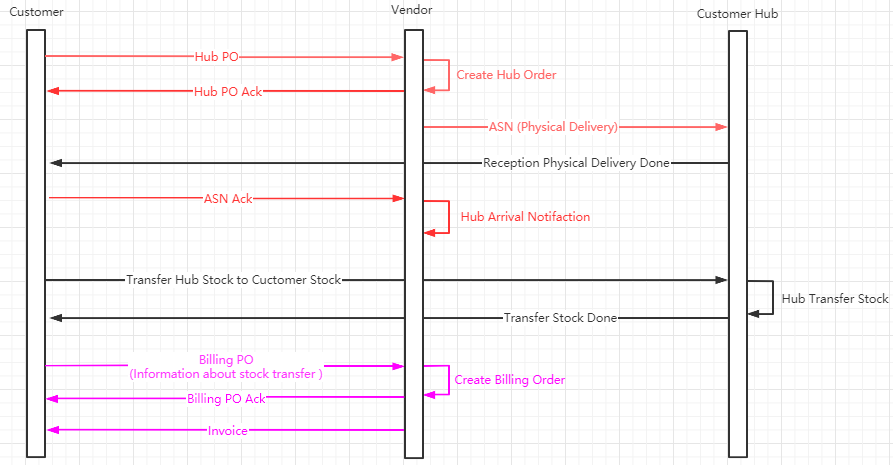 Customer
Vendor
Customer Hub
Hub PO
Create Hub Order
Hub PO Ack
ASN (Physical Delivery)
Reception Physical Delivery Done
ASN Ack
Hub Arrival Notifaction
Transfer Hub Stock to Cuctomer Stock
Hub Transfer Stock
Transfer Stock Done
Billing PO
(Information about stock transfer )
Create Billing Order
Billing PO Ack
Invoice